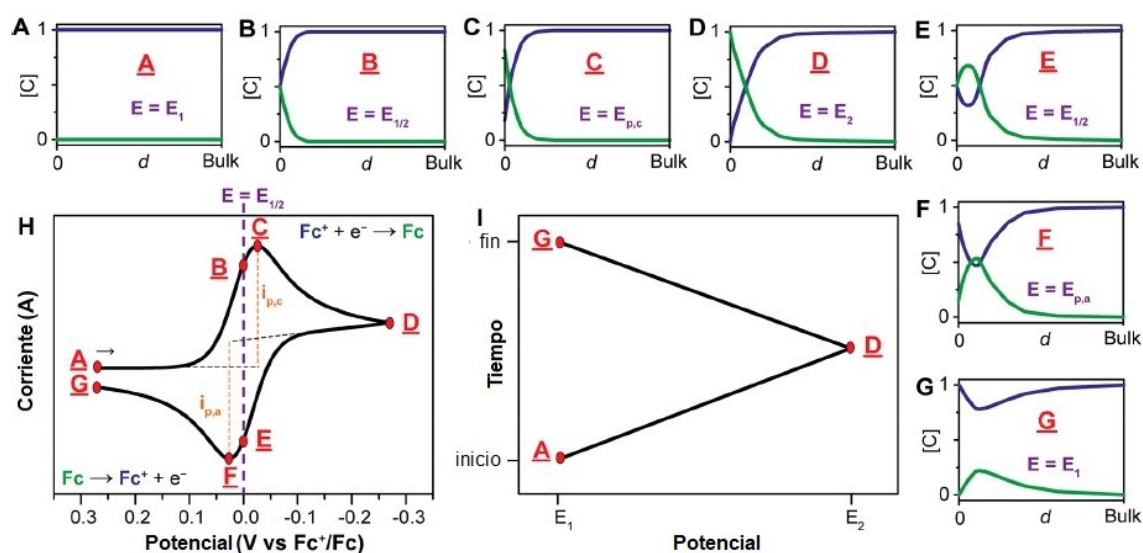 A
1
[C]
0
A
E = E₁
0 d Bulk
B
1
[C]
0
B
E = E₁/₂
0 d Bulk
C
1
[C]
0
C
E = Eₚ,c
0 d Bulk
D
1
[C]
0
D
E = E₂
0 d Bulk
E
1
[C]
0
E
E = E₁/₂
0 d Bulk
E = E₁/₂
H
Fc⁺ + e⁻ → Fc
C
B
iₚ,c
D
A →
G
iₚ,a
E
F
Fc → Fc⁺ + e⁻
Corriente (A)
0.3 0.2 0.1 0.0 -0.1 -0.2 -0.3
Potencial (V vs Fc⁺/Fc)
I
fin
G
D
Tiempo
inicio
A
E₁ E₂
Potencial
F
1
[C]
0
F
E = Eₚ,a
0 d Bulk
G
1
[C]
0
G
E = E₁
0 d Bulk